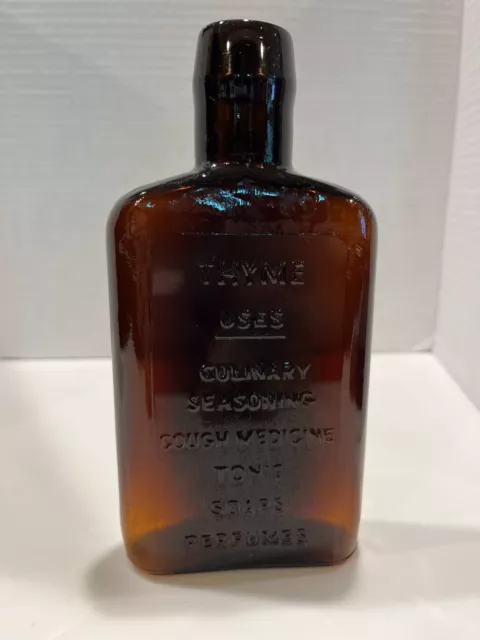 THYME
USES
CULINARY
SEASONING
COUGH MEDICINE
TONIC
SOAPS
PERFUMES